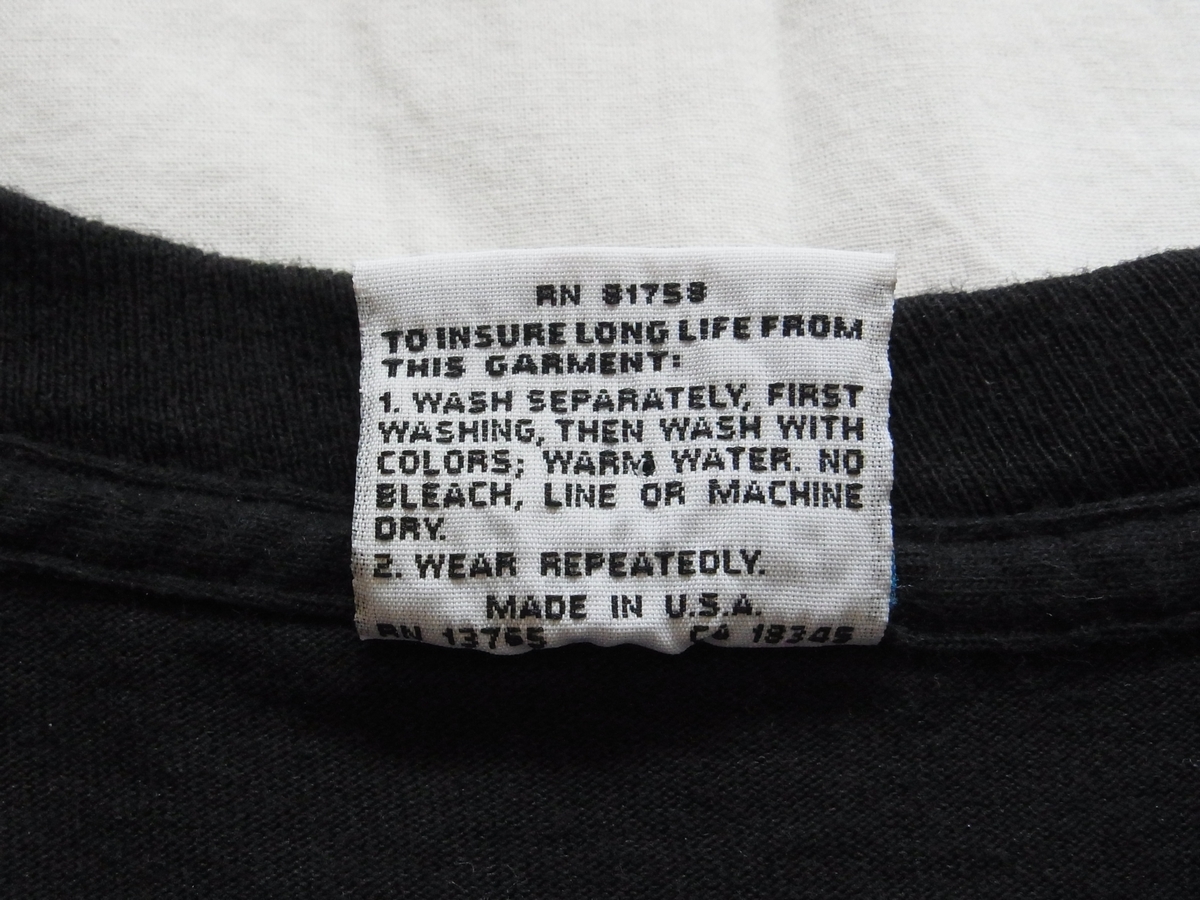 RN 81758
TO INSURE LONG LIFE FROM
THIS GARMENT:
1. WASH SEPARATELY, FIRST
WASHING, THEN WASH WITH
COLORS; WARM WATER. NO
BLEACH, LINE OR MACHINE
DRY.
2. WEAR REPEATEDLY.
MADE IN U.S.A.
RN 13765 CA 18345